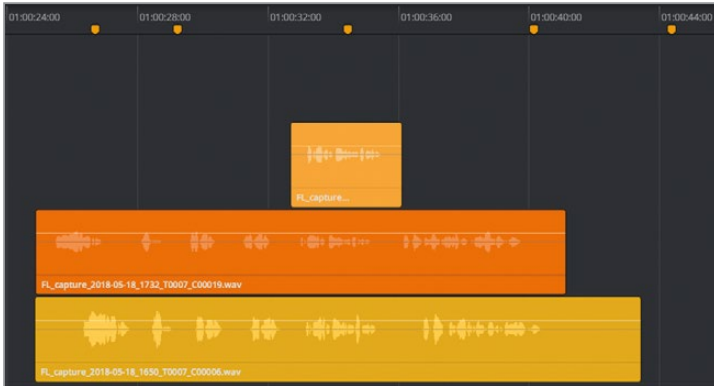 01:00:24:00 01:00:28:00 01:00:32:00 01:00:36:00 01:00:40:00 01:00:44:00
FL_capture...
FL_capture_2018-05-18_1732_T0007_C00019.wav
FL_capture_2018-05-18_1650_T0007_C00006.wav